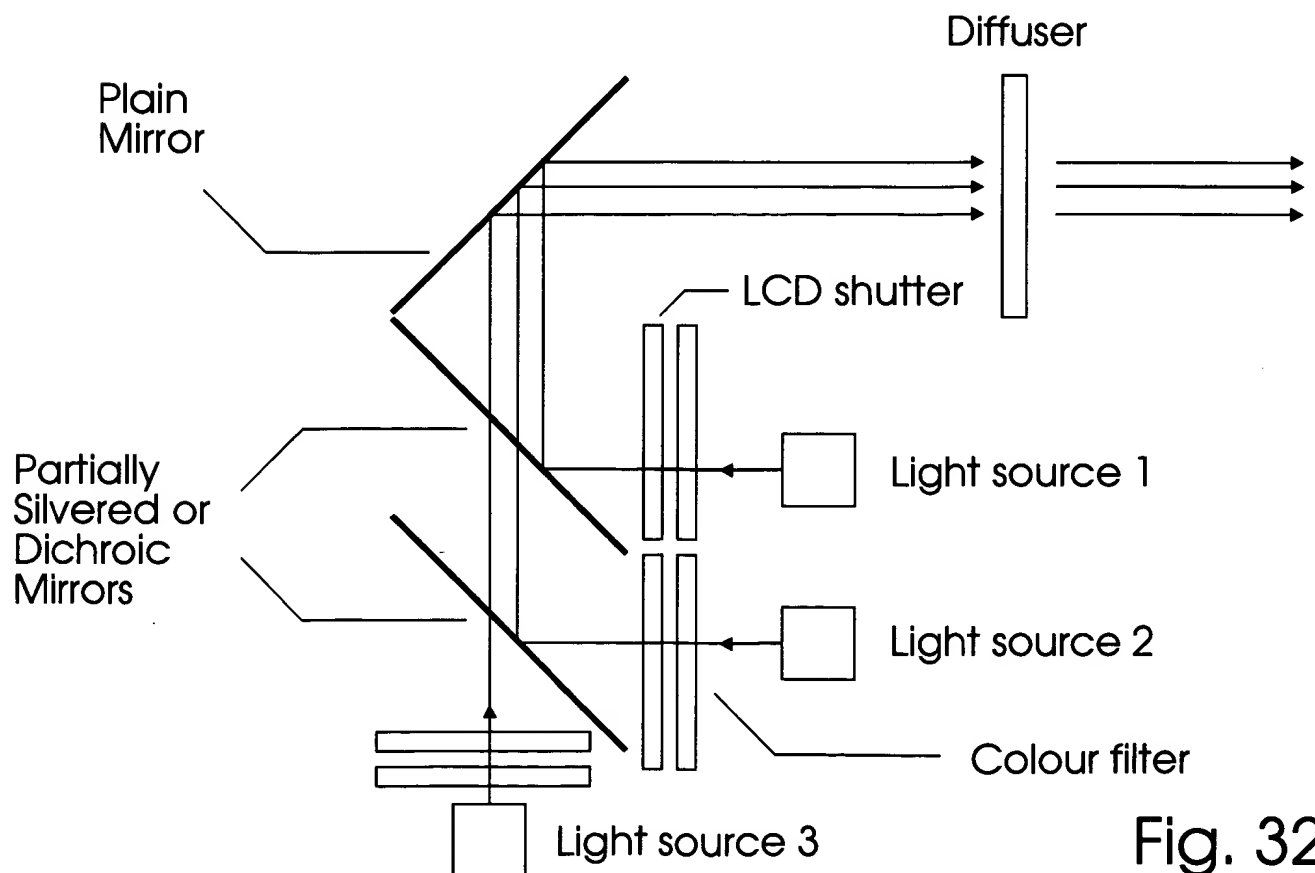 Diffuser
Plain
Mirror
LCD shutter
Partially
Silvered or
Dichroic
Mirrors
Light source 1
Light source 2
Colour filter
Light source 3
Fig. 32